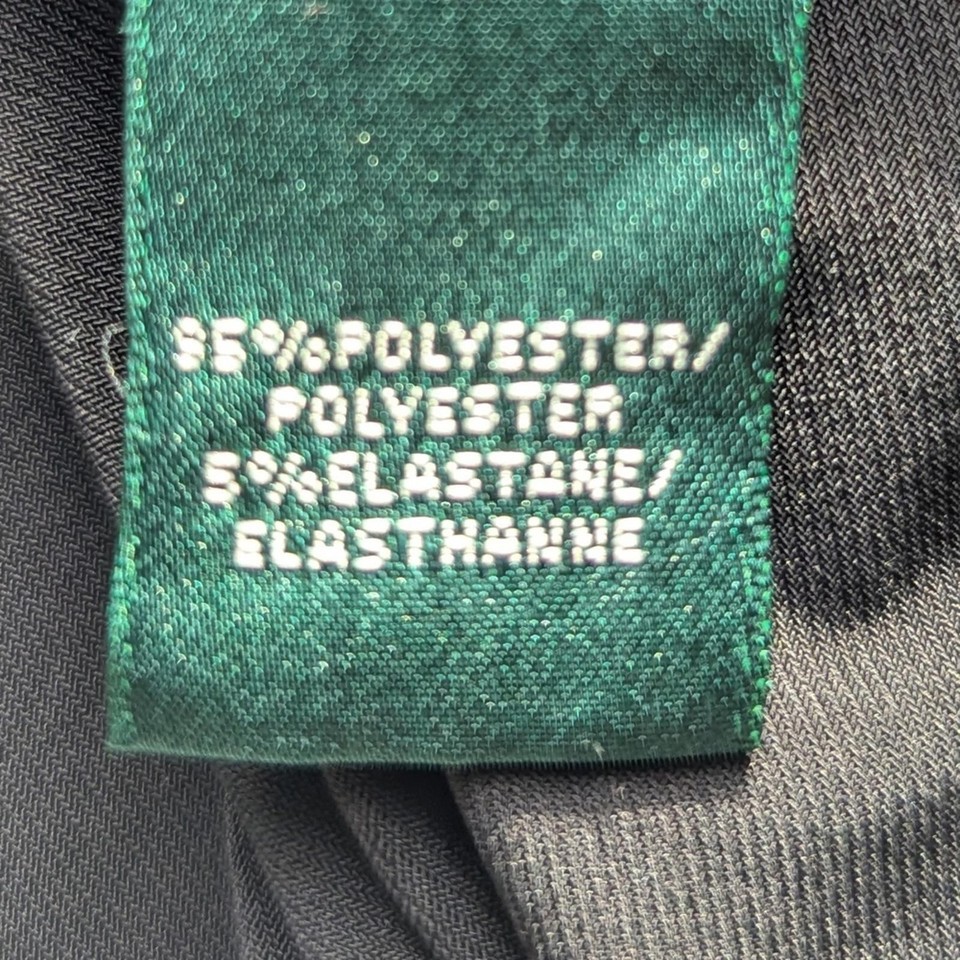 95%POLYESTER/
POLYESTER
5%ELASTANE/
ELASTHANNE